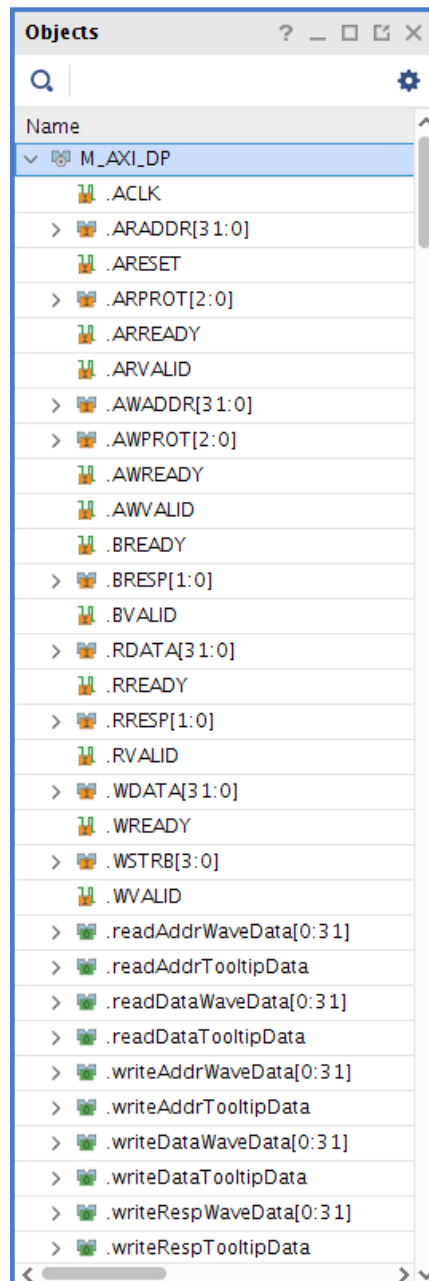 Objects
Name
M_AXI_DP
.ACLK
.ARADDR[31:0]
.ARESET
.ARPROT[2:0]
.ARREADY
.ARVALID
.AWADDR[31:0]
.AWPROT[2:0]
.AWREADY
.AWVALID
.BREADY
.BRESP[1:0]
.BVALID
.RDATA[31:0]
.RREADY
.RRESP[1:0]
.RVALID
.WDATA[31:0]
.WREADY
.WSTRB[3:0]
.WVALID
.readAddrWaveData[0:31]
.readAddrTooltipData
.readDataWaveData[0:31]
.readDataTooltipData
.writeAddrWaveData[0:31]
.writeAddrTooltipData
.writeDataWaveData[0:31]
.writeDataTooltipData
.writeRespWaveData[0:31]
.writeRespTooltipData